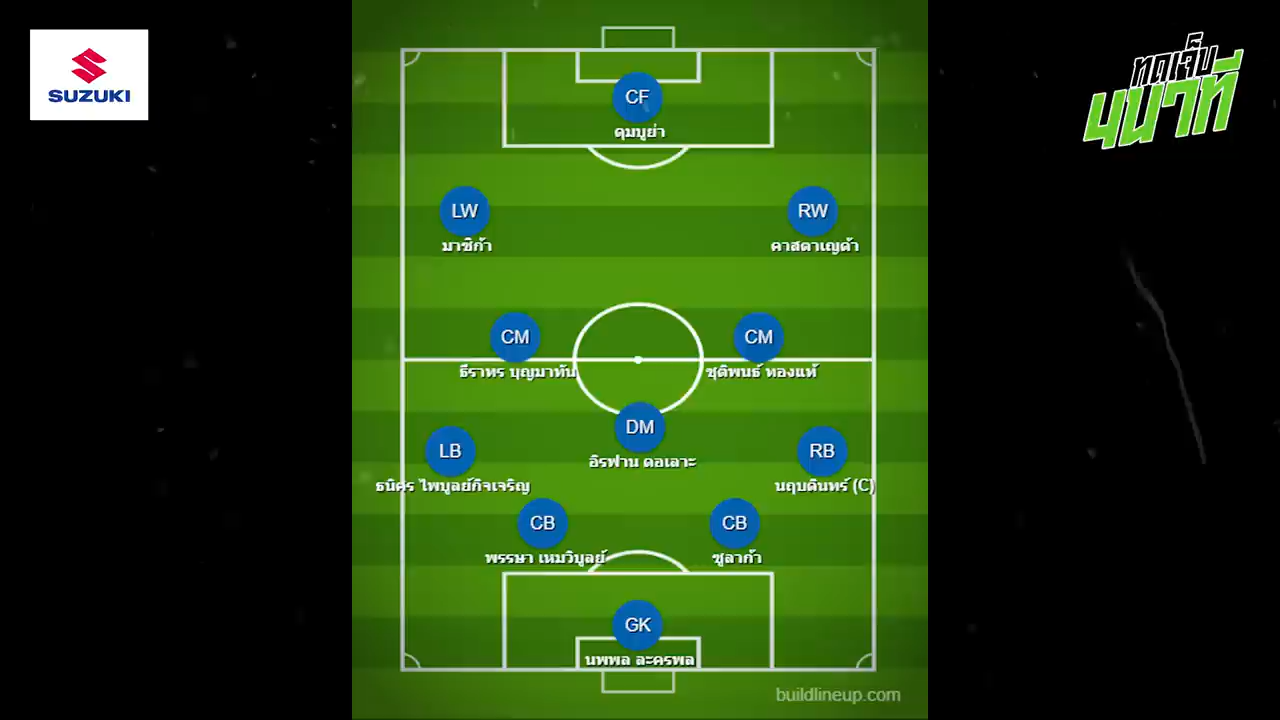 SUZUKI
ทดเจ็บ
4นาที
CF
ดุมบูย่า
LW
มาซิก้า
RW
คาสตาเญด้า
CM
ธีราทร บุญมาทัน
CM
ชุติพนธ์ ทองแท้
DM
อิรฟาน ดอเลาะ
LB
ธนิศร ไพบูลย์กิจเจริญ
RB
นฤบดินทร์ (C)
CB
พรรษา เหมวิบูลย์
CB
ซูลาก้า
GK
นพพล ละครพล
buildlineup.com